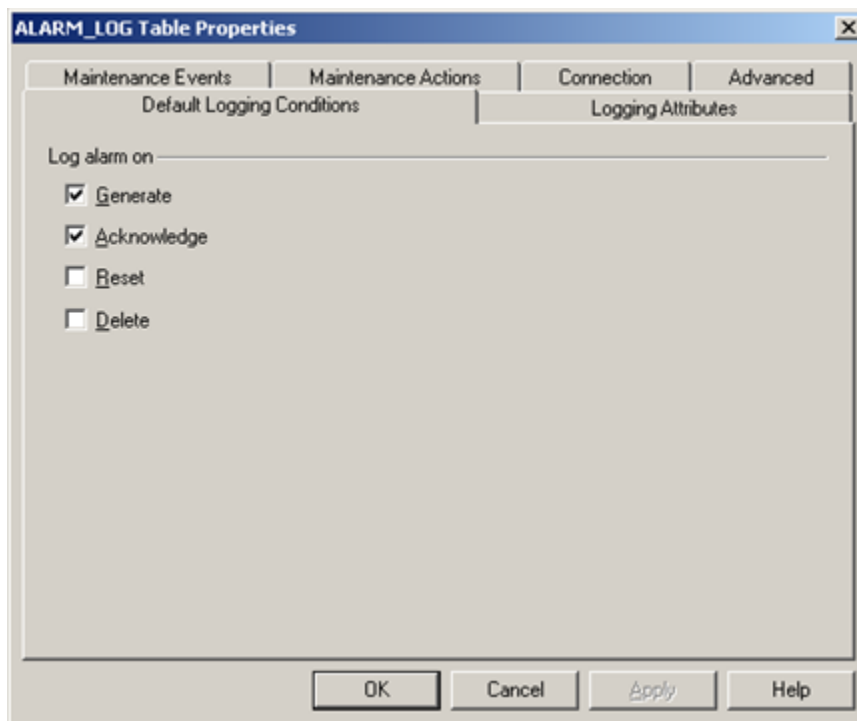 ALARM_LOG Table Properties
Maintenance Events Maintenance Actions Connection Advanced
Default Logging Conditions Logging Attributes
Log alarm on
Generate
Acknowledge
Reset
Delete
OK Cancel Apply Help